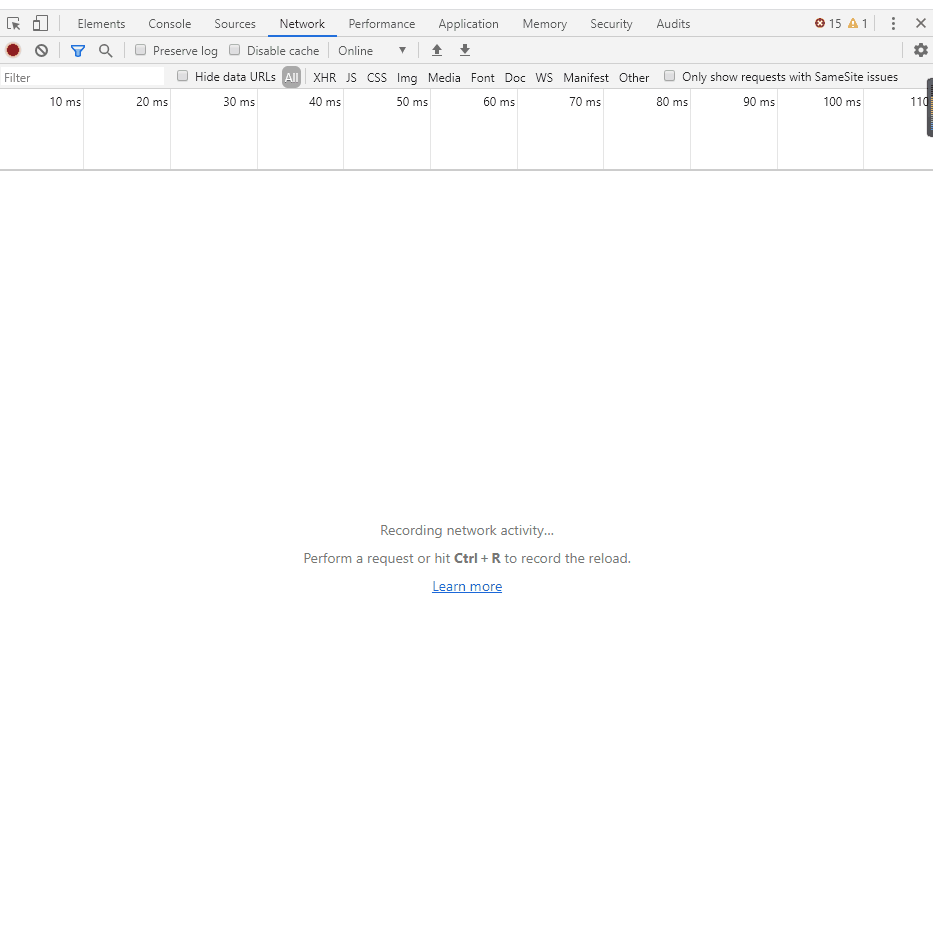 Elements Console Sources Network Performance Application Memory Security Audits 15 1
Preserve log Disable cache Online
Filter Hide data URLs All XHR JS CSS Img Media Font Doc WS Manifest Other Only show requests with SameSite issues
10 ms 20 ms 30 ms 40 ms 50 ms 60 ms 70 ms 80 ms 90 ms 100 ms 110
Recording network activity...
Perform a request or hit Ctrl + R to record the reload.
Learn more